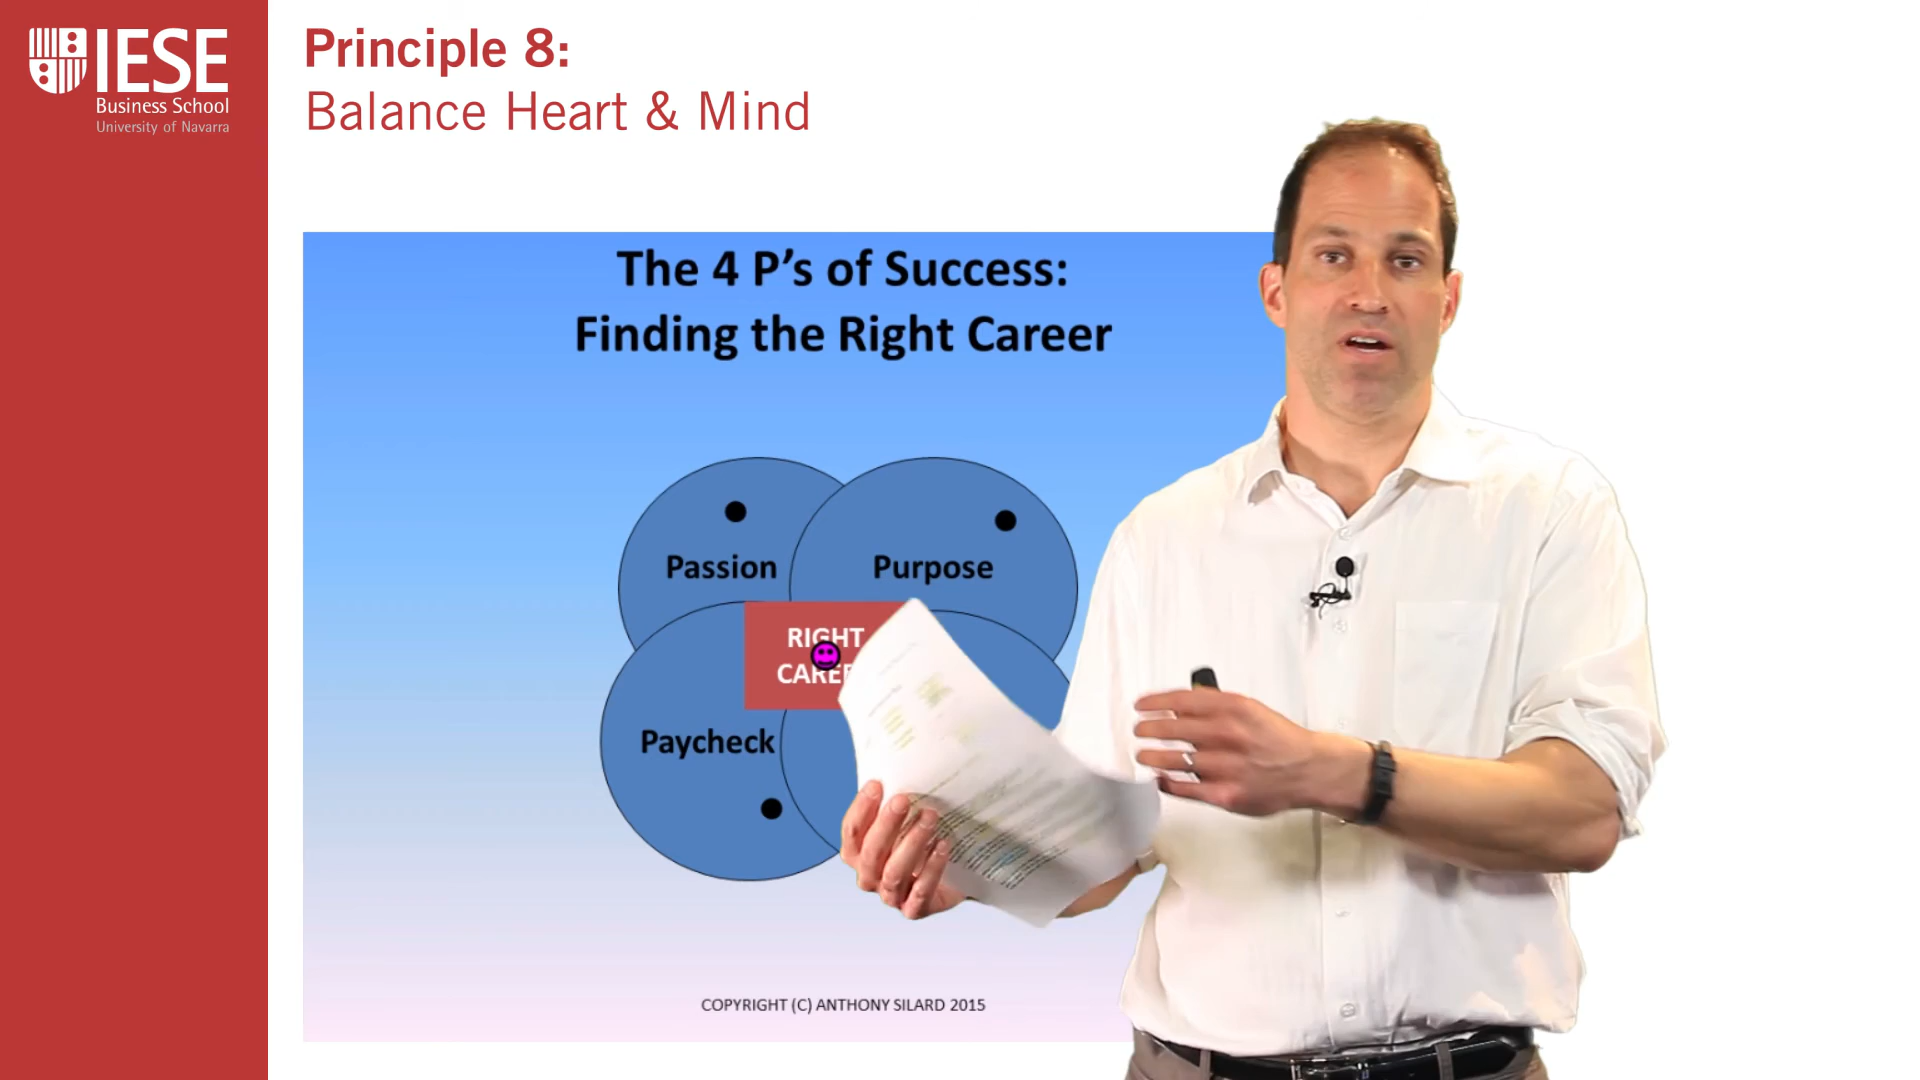 IESE
Business School
University of Navarra
Principle 8:
Balance Heart & Mind
The 4 P's of Success:
Finding the Right Career
Passion
Purpose
RIGHT
Paycheck
COPYRIGHT (C) ANTHONY SILARD 2015